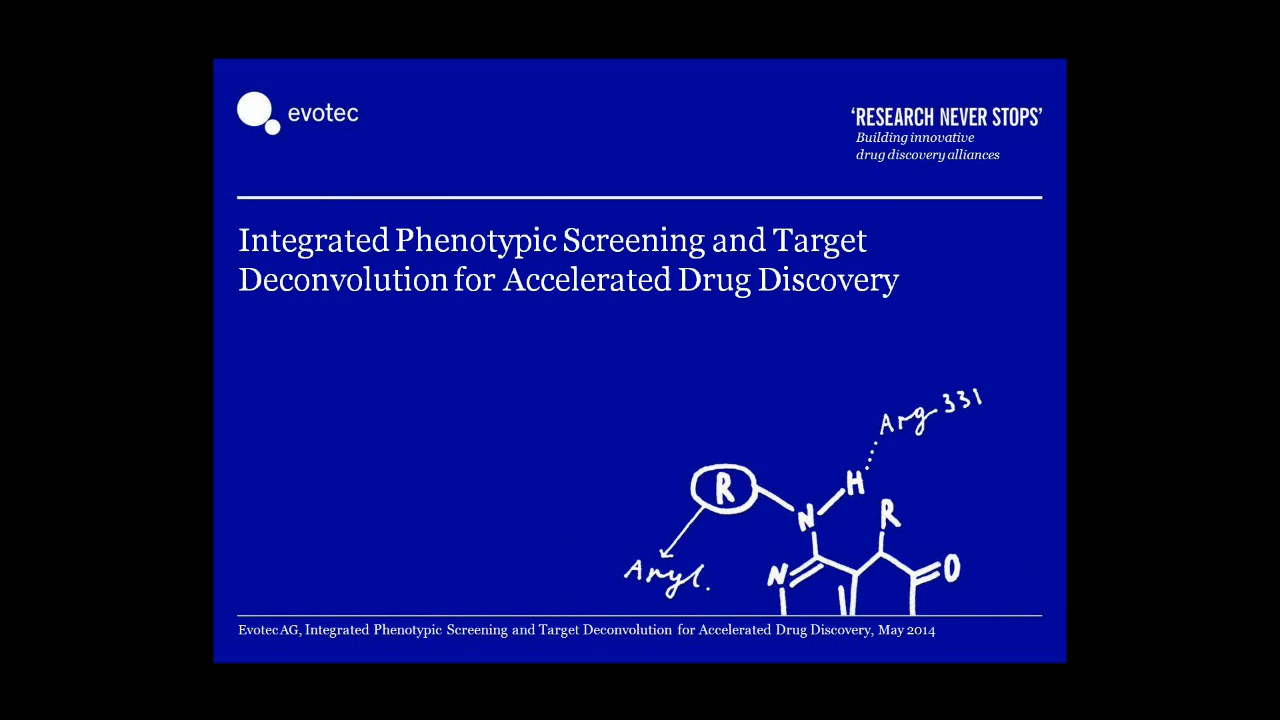 evotec
‘RESEARCH NEVER STOPS’
Building innovative
drug discovery alliances
Integrated Phenotypic Screening and Target
Deconvolution for Accelerated Drug Discovery
Arg 331
R
H
N
R
Aryl.
N
O
Evotec AG, Integrated Phenotypic Screening and Target Deconvolution for Accelerated Drug Discovery, May 2014